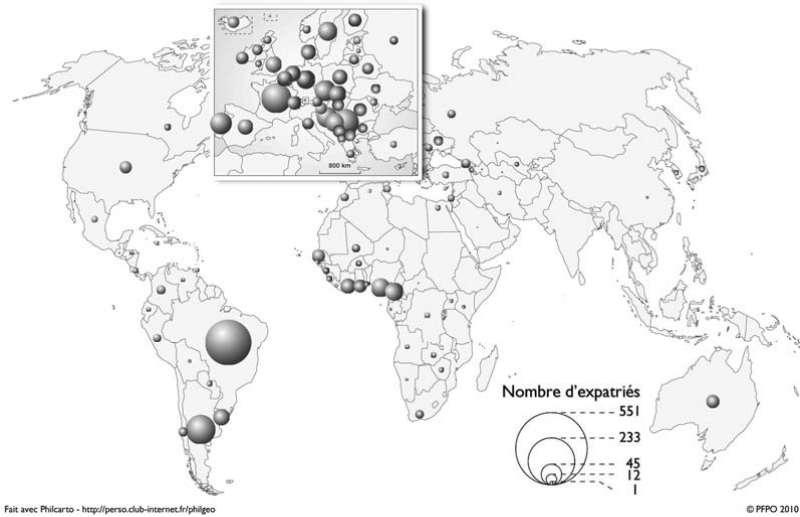 800 km
Nombre d'expatriés
551
233
45
12
1
Fait avec Philcarto - http://perso.club-internet.fr/philgeo
© PFPO 2010